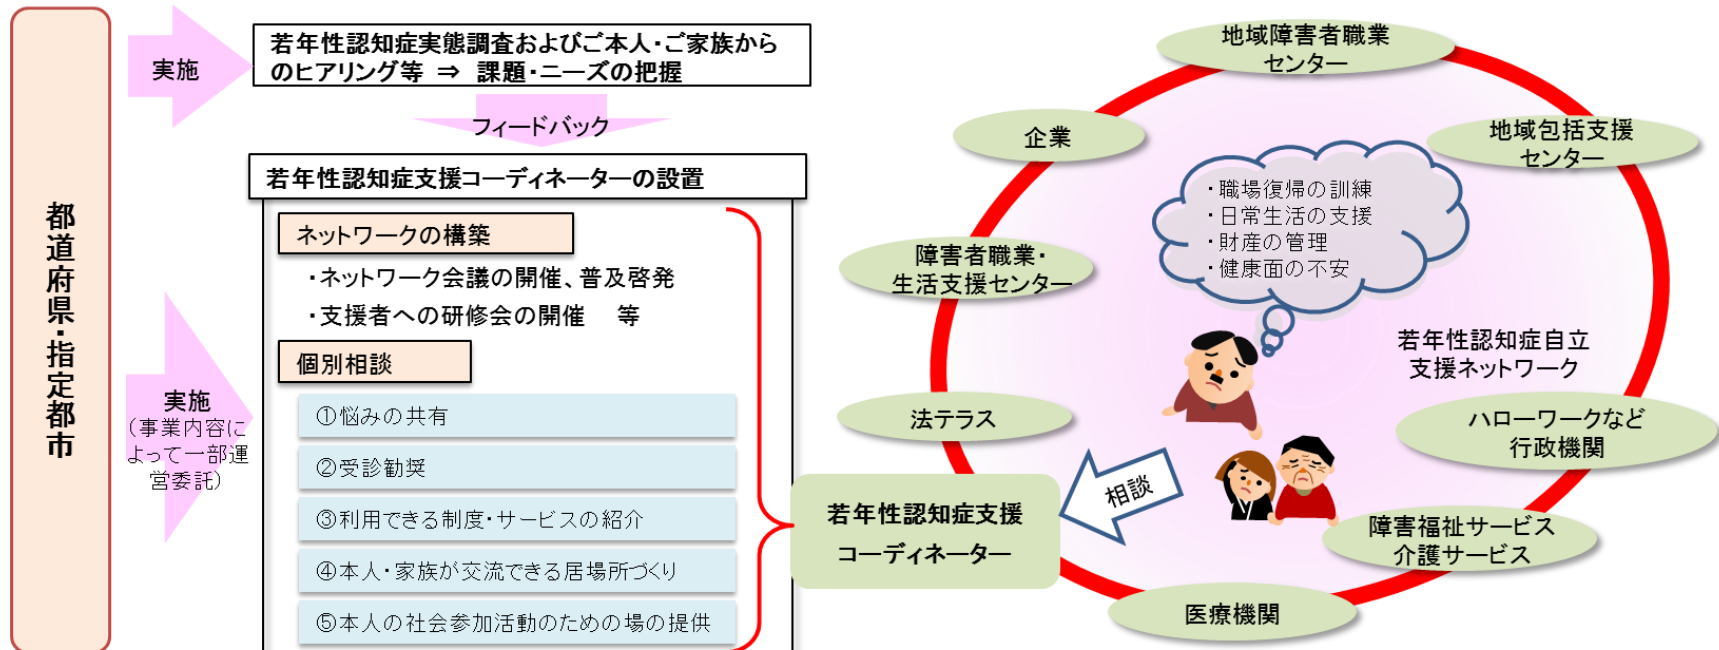 都道府県・指定都市
実施
若年性認知症実態調査およびご本人・ご家族から
のヒアリング等 ⇒ 課題・ニーズの把握
フィードバック
実施
(事業内容に
よって一部運
営委託)
若年性認知症支援コーディネーターの設置
ネットワークの構築
・ネットワーク会議の開催、普及啓発
・支援者への研修会の開催 等
個別相談
①悩みの共有
②受診勧奨
③利用できる制度・サービスの紹介
④本人・家族が交流できる居場所づくり
⑤本人の社会参加活動のための場の提供
若年性認知症支援
コーディネーター
相談
地域障害者職業
センター
企業
地域包括支援
センター
・職場復帰の訓練
・日常生活の支援
・財産の管理
・健康面の不安
障害者職業・
生活支援センター
若年性認知症自立
支援ネットワーク
法テラス
ハローワークなど
行政機関
障害福祉サービス
介護サービス
医療機関